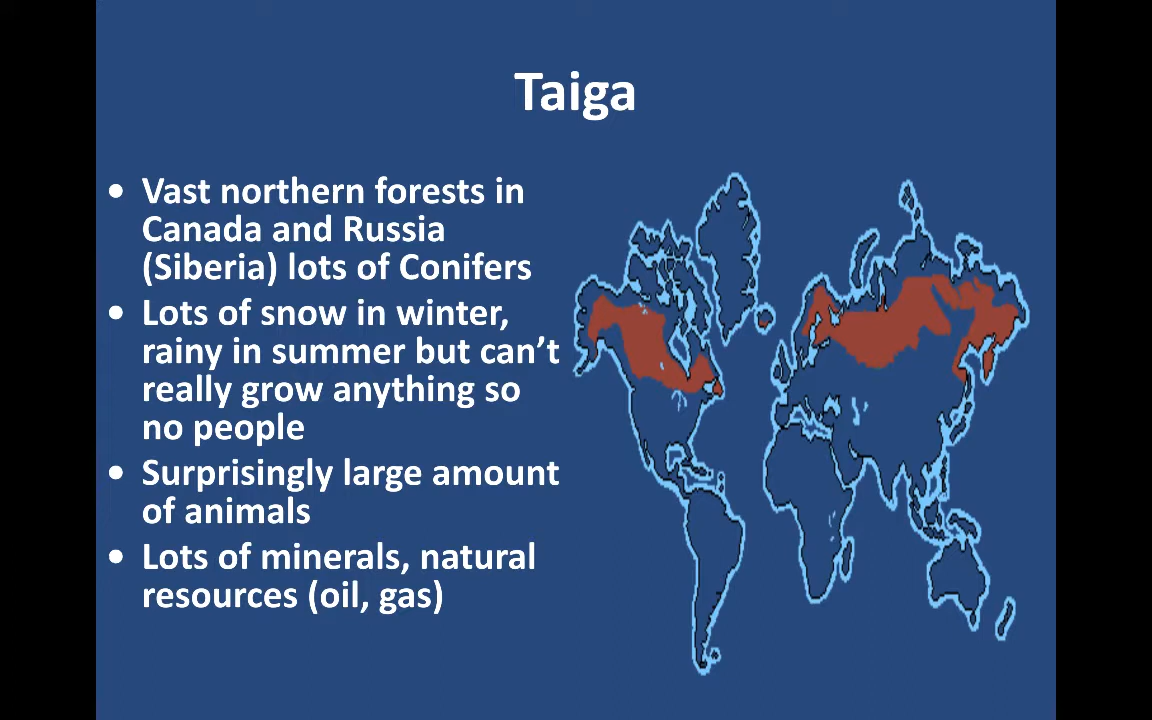 Taiga
• Vast northern forests in
Canada and Russia
(Siberia) lots of Conifers
• Lots of snow in winter,
rainy in summer but can't
really grow anything so
no people
• Surprisingly large amount
of animals
• Lots of minerals, natural
resources (oil, gas)